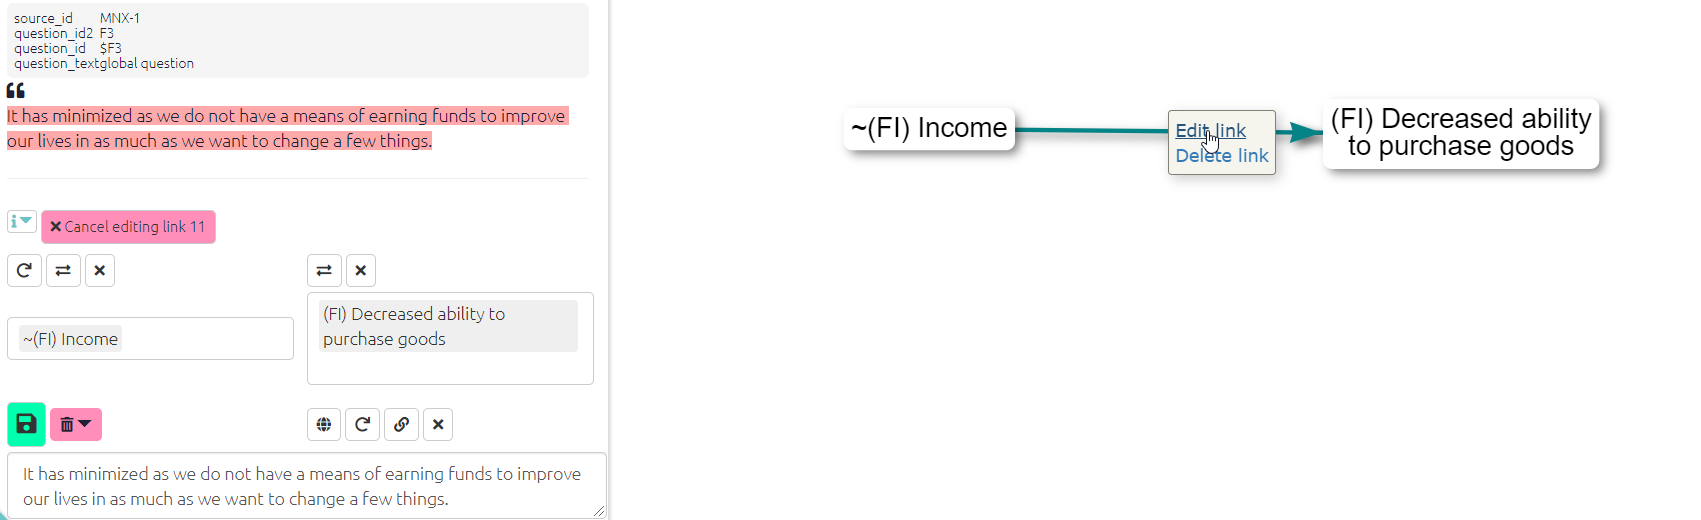 source_id MNX-1
question_id2 F3
question_id $F3
question_textglobal question
It has minimized as we do not have a means of earning funds to improve
our lives in as much as we want to change a few things.
Cancel editing link 11
~(FI) Income
(FI) Decreased ability to
purchase goods
It has minimized as we do not have a means of earning funds to improve
our lives in as much as we want to change a few things.
~(FI) Income
Edit link
Delete link
(FI) Decreased ability
to purchase goods